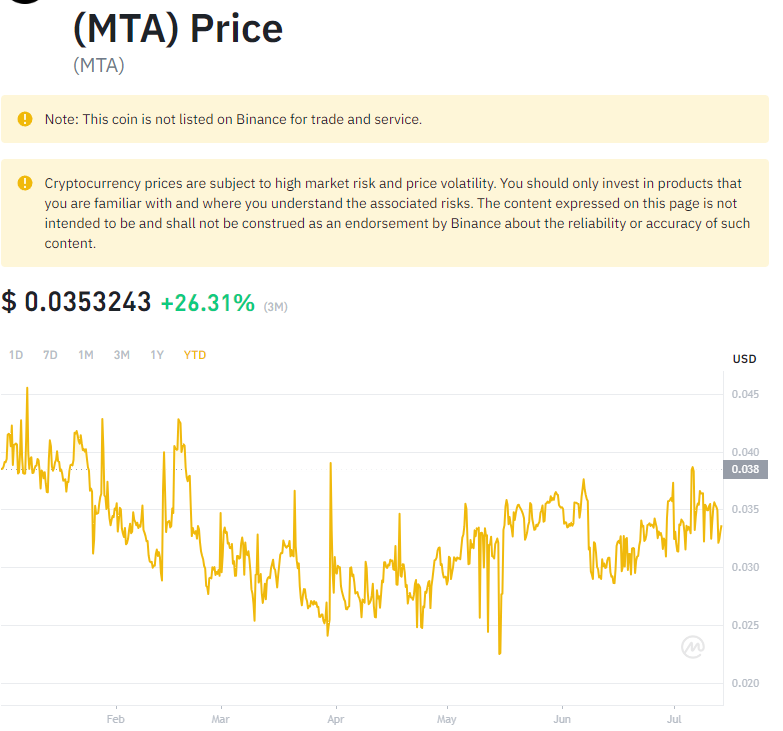 (MTA) Price
(MTA)
Note: This coin is not listed on Binance for trade and service.
Cryptocurrency prices are subject to high market risk and price volatility. You should only invest in products that
you are familiar with and where you understand the associated risks. The content expressed on this page is not
intended to be and shall not be construed as an endorsement by Binance about the reliability or accuracy of such
content.
$ 0.0353243 +26.31% (3M)
1D 7D 1M 3M 1Y YTD
USD
0.045
0.040
0.038
0.035
0.030
0.025
0.020
Feb Mar Apr May Jun Jul